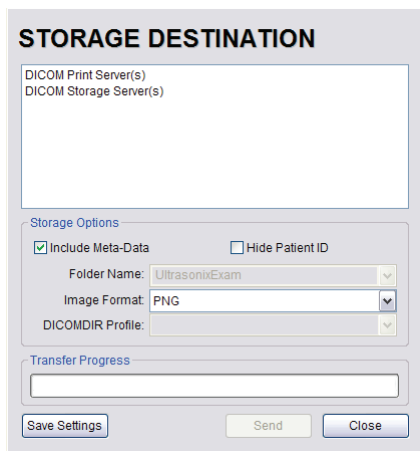 STORAGE DESTINATION
DICOM Print Server(s)
DICOM Storage Server(s)
Storage Options
Include Meta-Data
Hide Patient ID
Folder Name: UltrasonixExam
Image Format: PNG
DICOMDIR Profile:
Transfer Progress
Save Settings
Send
Close